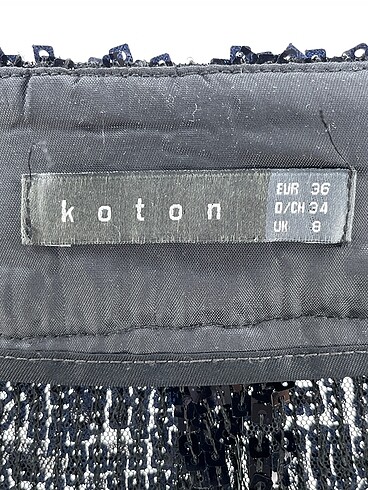 koton
EUR 36
D/CH 34
UK 8